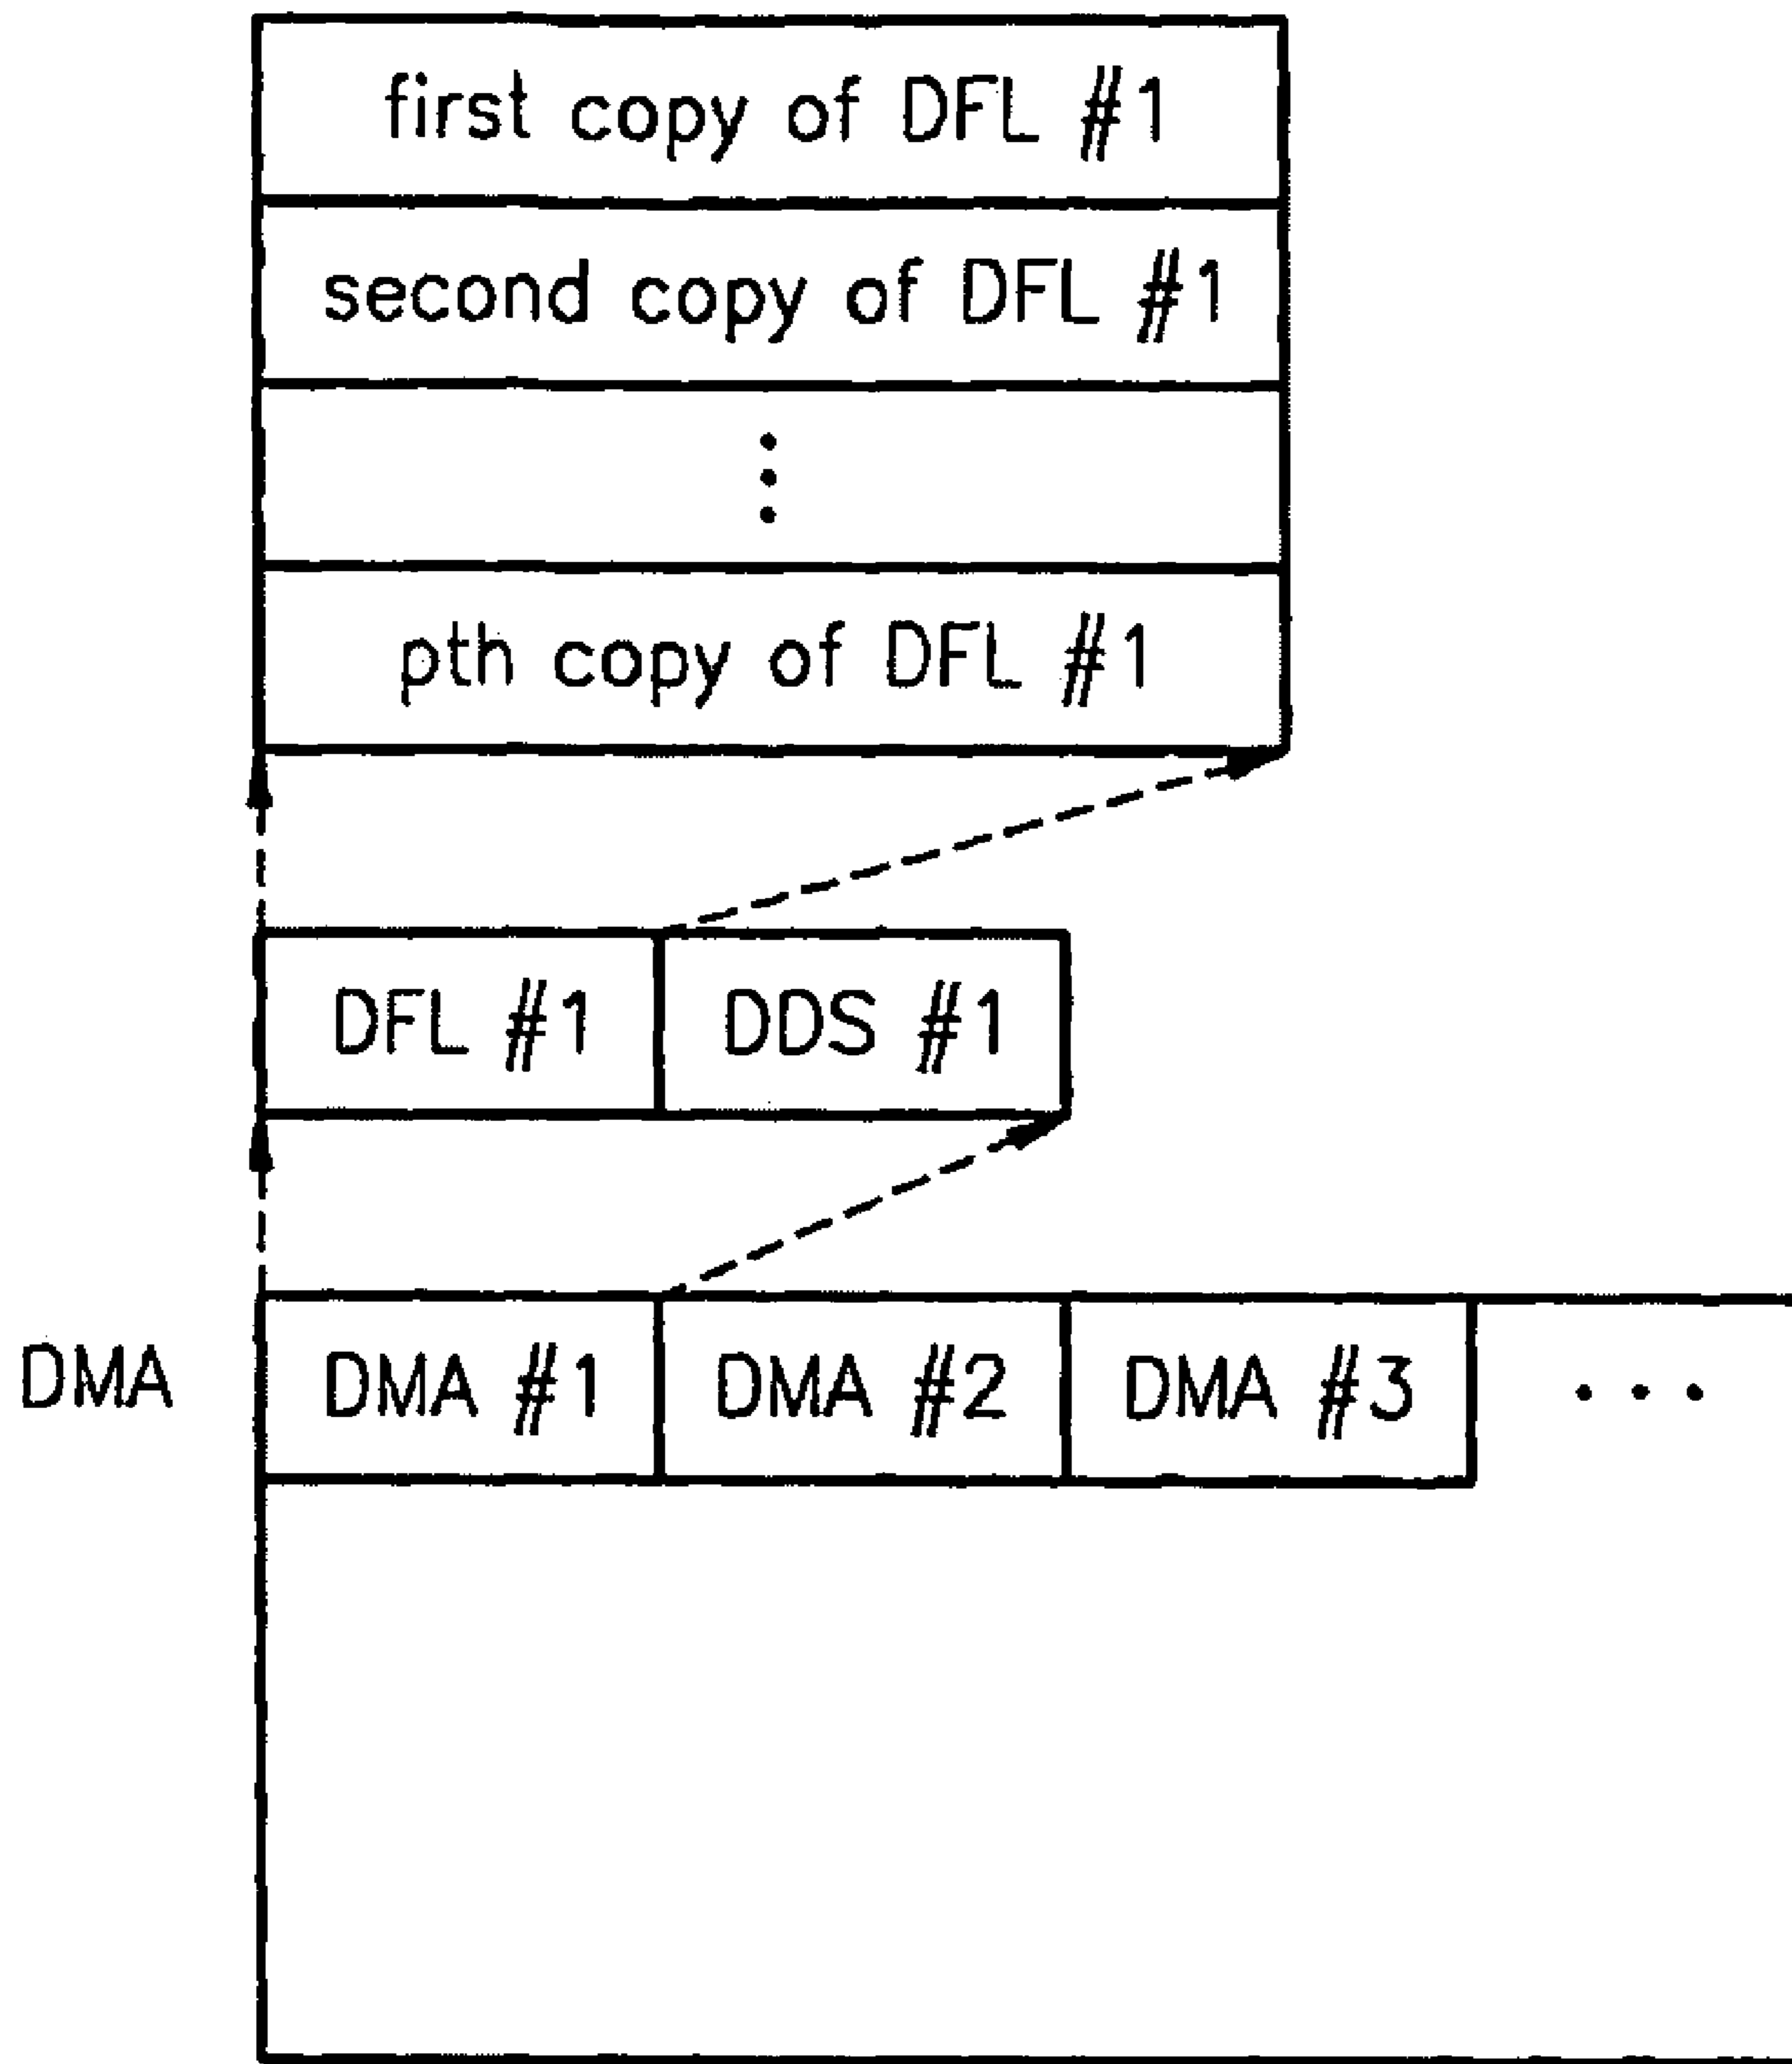 first copy of DFL #1
second copy of DFL #1
⋮
pth copy of DFL #1
DFL #1 DDS #1
DMA DMA #1 DMA #2 DMA #3 ...